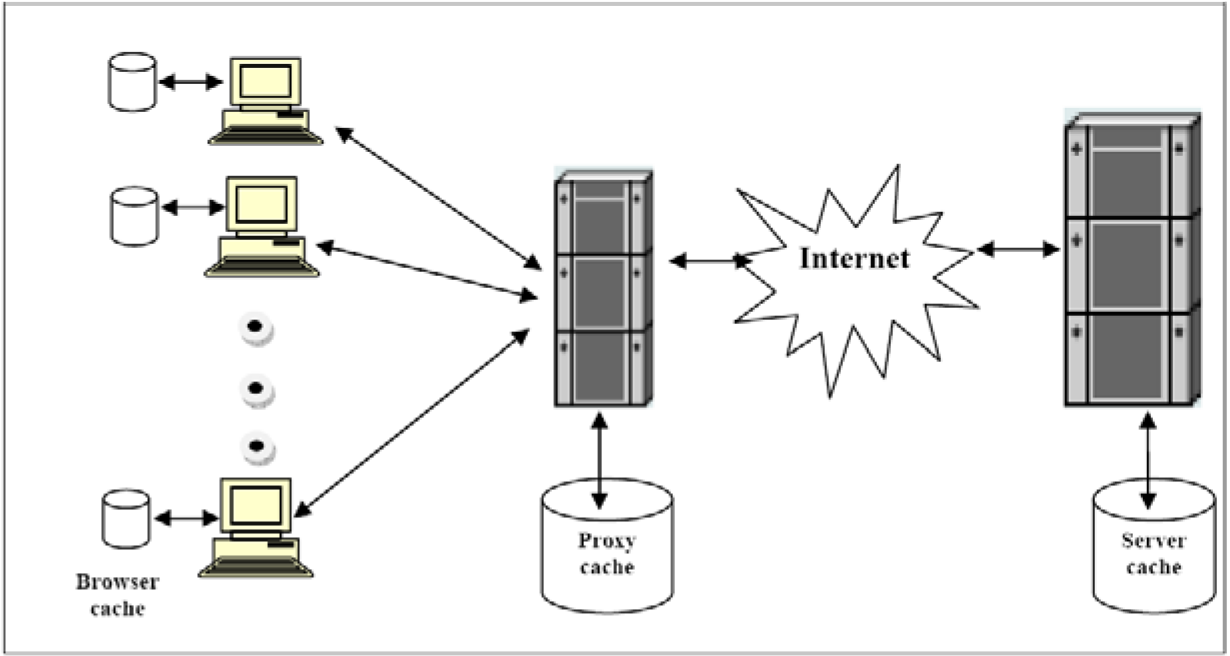 Internet
Proxy
cache
Server
cache
Browser
cache